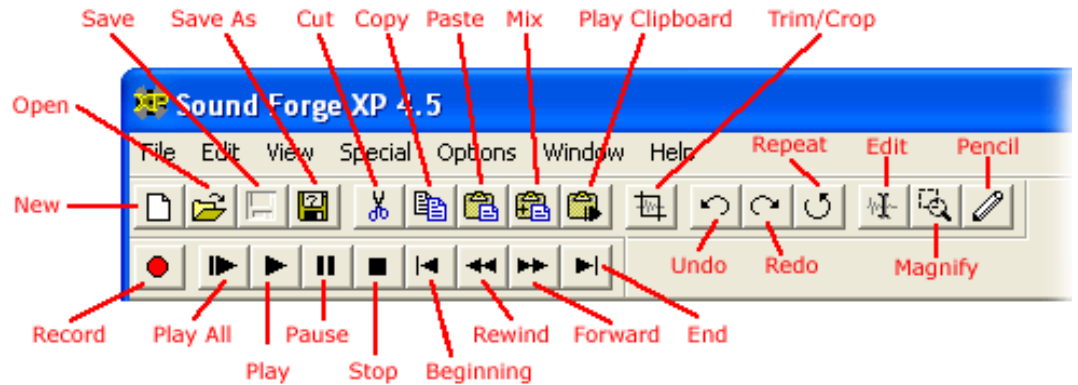 Save Save As Cut Copy Paste Mix Play Clipboard Trim/Crop
Open
XP Sound Forge XP 4.5
File Edit View Special Options Window Help
Repeat Edit Pencil
New
Undo Redo Magnify
Record Play All Pause Rewind Forward End
Play Stop Beginning